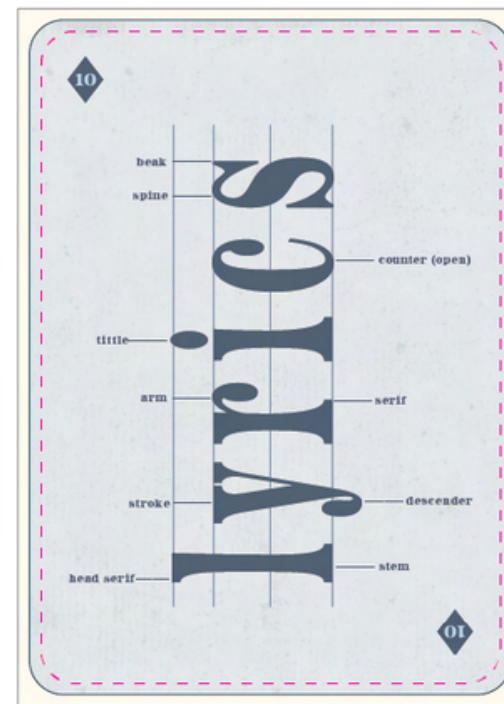 10
beak
spine
counter (open)
tittle
arm
serif
stroke
descender
stem
head serif
lyrics
10